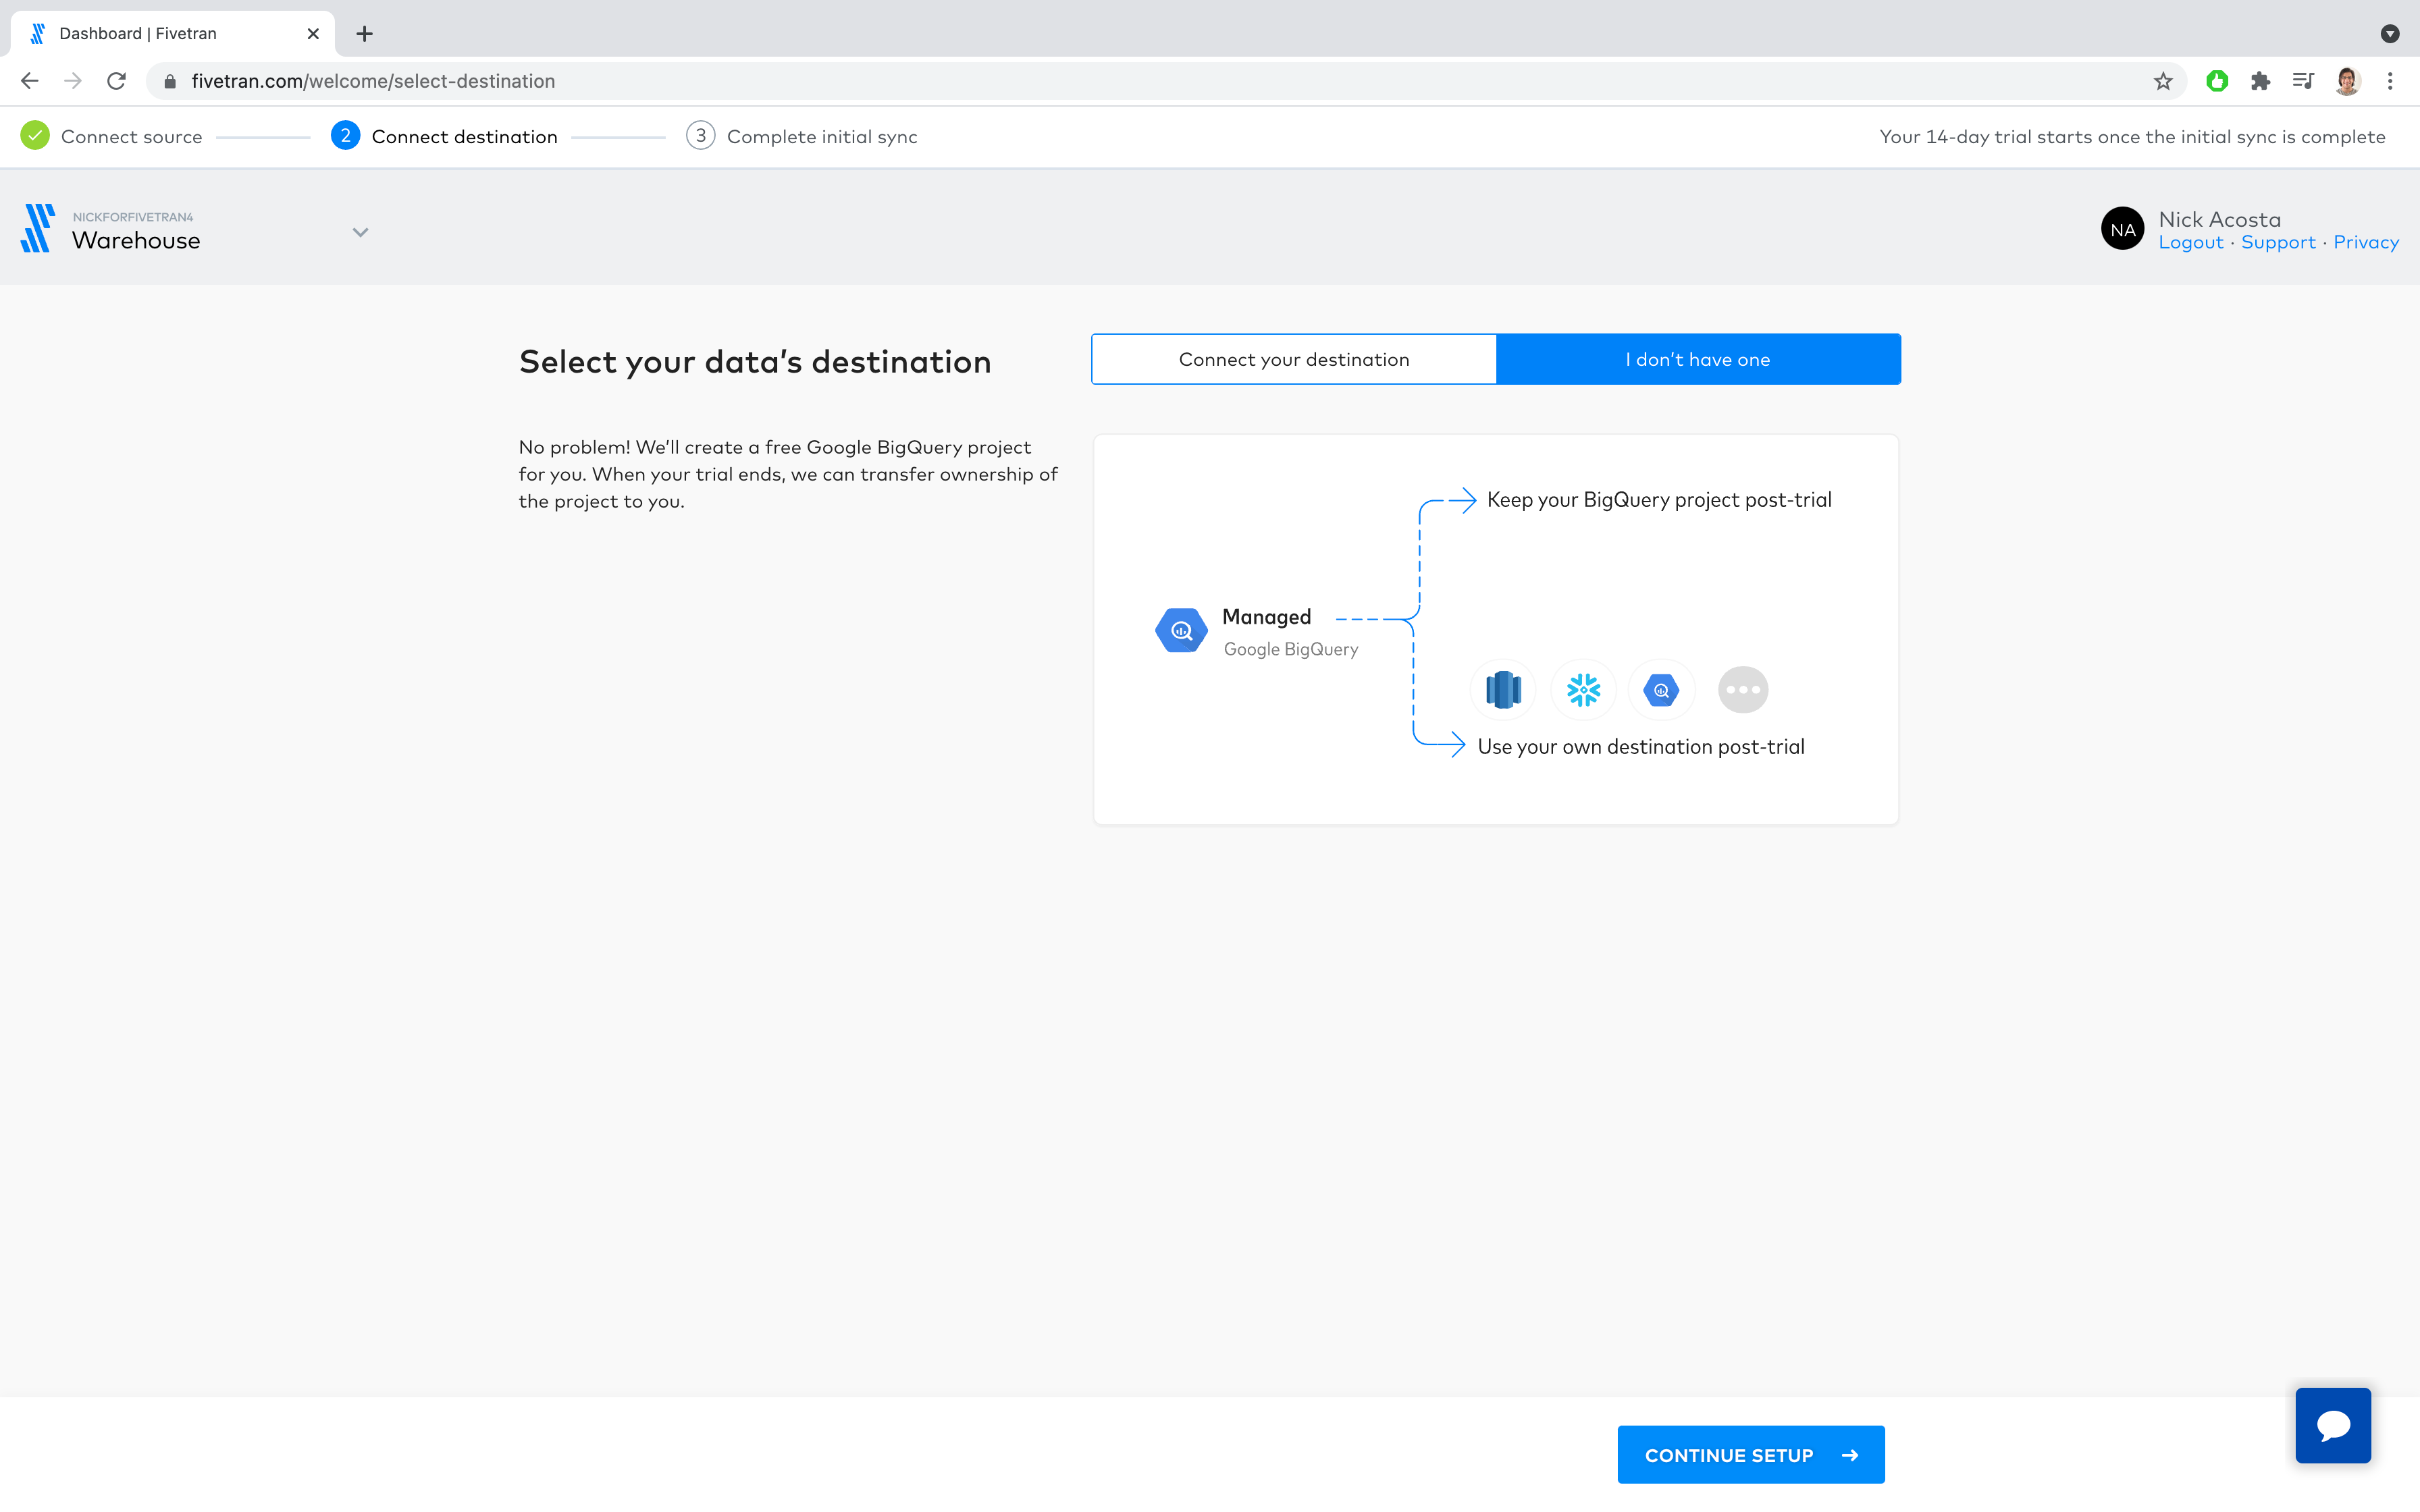 Dashboard | Fivetran
fivetran.com/welcome/select-destination
Connect source
2 Connect destination
3 Complete initial sync
Your 14-day trial starts once the initial sync is complete
NICKFORFIVETRAN4
Warehouse
NA
Nick Acosta
Logout · Support · Privacy
Select your data’s destination
Connect your destination
I don’t have one
No problem! We’ll create a free Google BigQuery project
for you. When your trial ends, we can transfer ownership of
the project to you.
Keep your BigQuery project post-trial
Managed
Google BigQuery
Use your own destination post-trial
CONTINUE SETUP